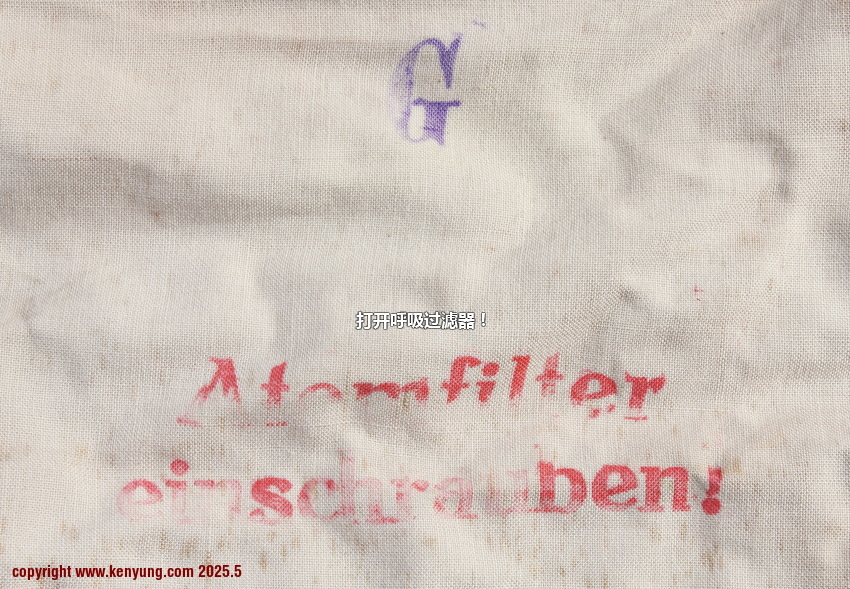 G
打开呼吸过滤器！
Atemfilter
einschrauben!
copyright www.kenyung.com 2025.5